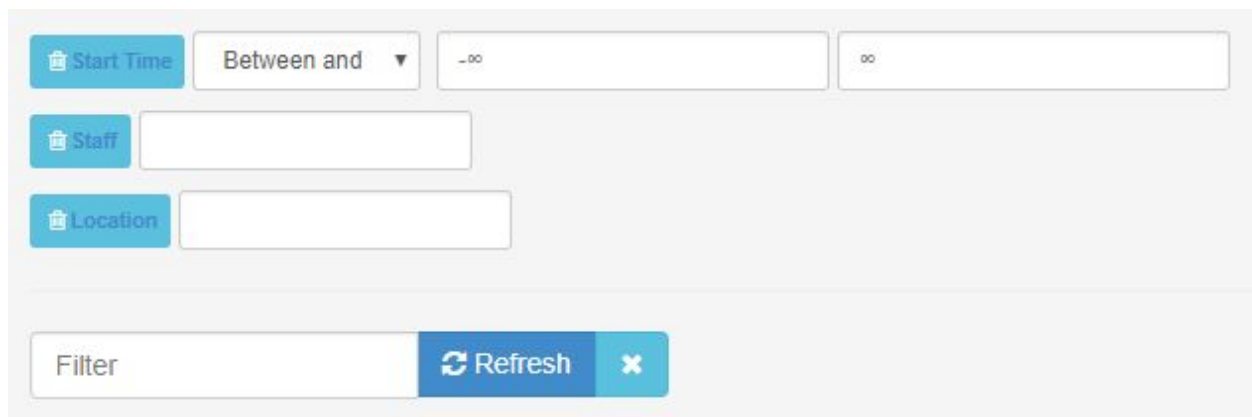 Start Time Between and -∞ ∞
Staff
Location
Filter Refresh